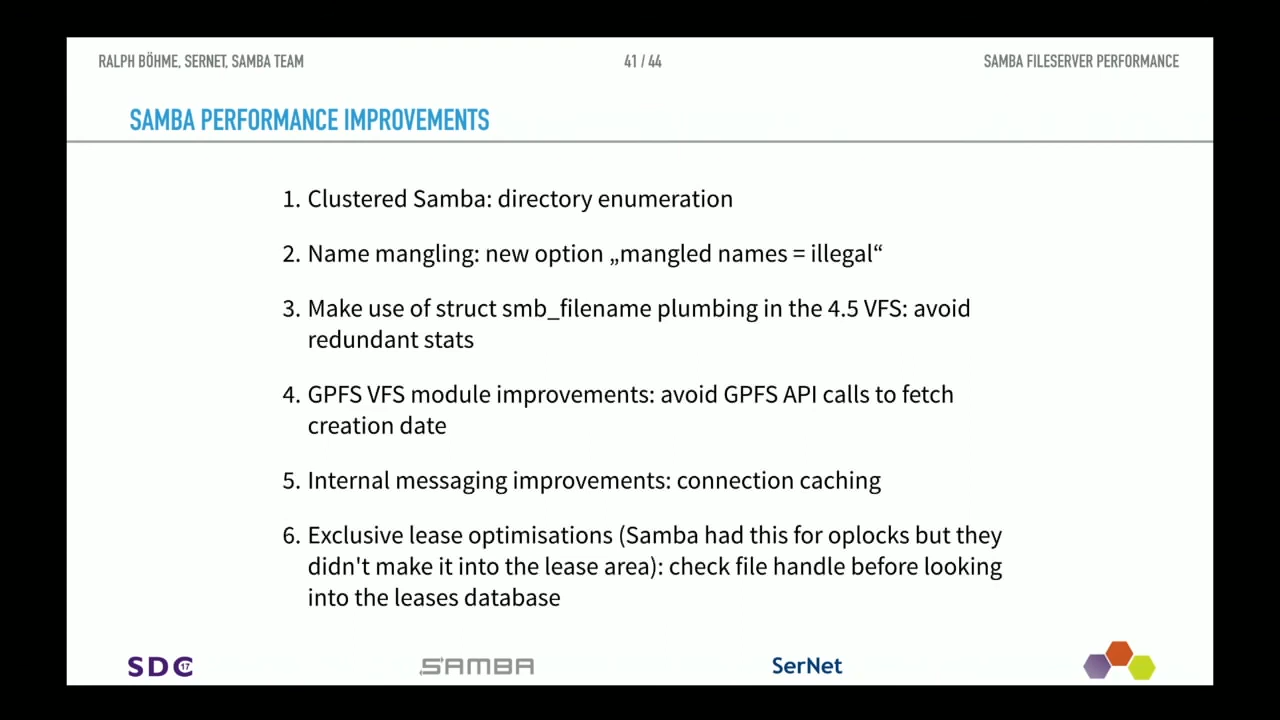 RALPH BÖHME, SERNET, SAMBA TEAM
41 / 44
SAMBA FILESERVER PERFORMANCE
SAMBA PERFORMANCE IMPROVEMENTS
1. Clustered Samba: directory enumeration
2. Name mangling: new option „mangled names = illegal“
3. Make use of struct smb_filename plumbing in the 4.5 VFS: avoid
redundant stats
4. GPFS VFS module improvements: avoid GPFS API calls to fetch
creation date
5. Internal messaging improvements: connection caching
6. Exclusive lease optimisations (Samba had this for oplocks but they
didn't make it into the lease area): check file handle before looking
into the leases database
SDC 17
SAMBA
SerNet